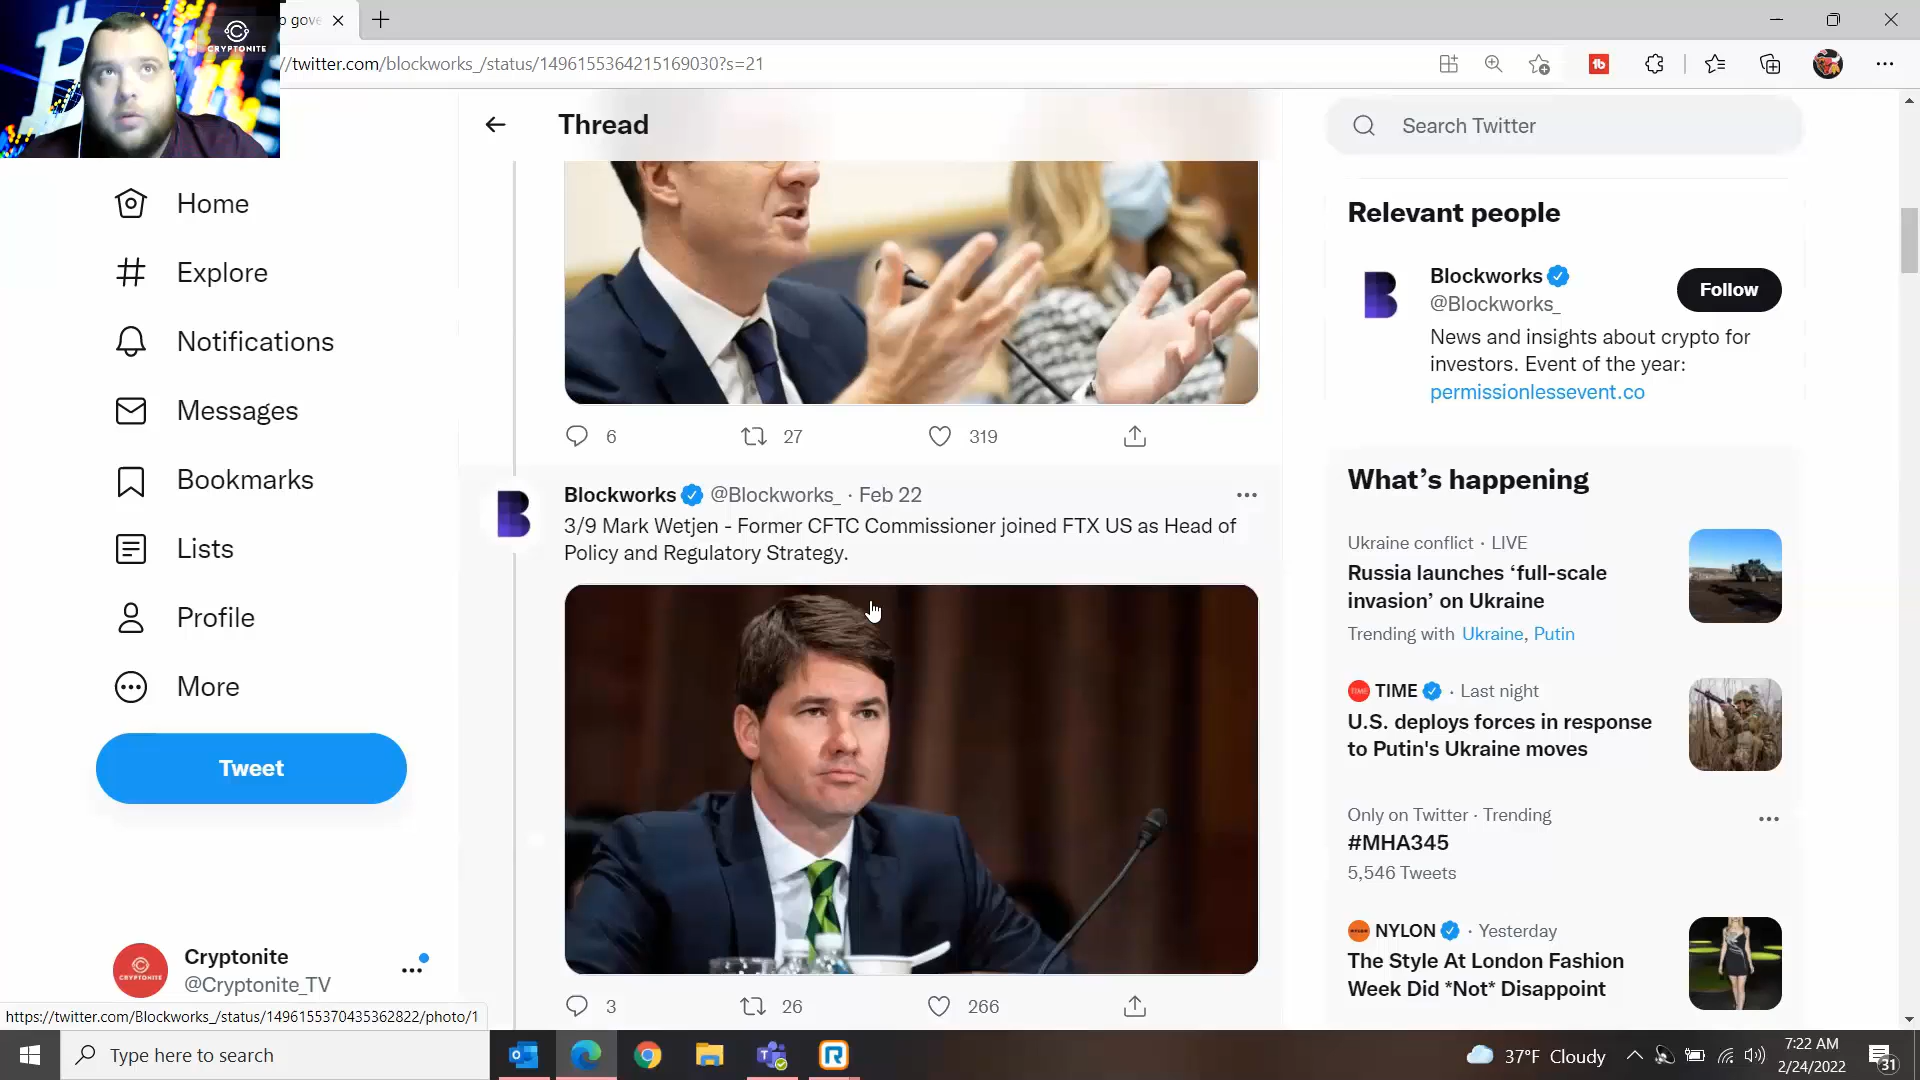 CRYPTONITE
o gove
//twitter.com/blockworks_/status/1496155364215169030?s=21
Thread
Search Twitter
Home
Explore
Notifications
Messages
Bookmarks
Lists
Profile
More
Tweet
Cryptonite
@Cryptonite_TV
6 27 319
Blockworks @Blockworks_ · Feb 22
3/9 Mark Wetjen - Former CFTC Commissioner joined FTX US as Head of
Policy and Regulatory Strategy.
3 26 266
Relevant people
Blockworks
@Blockworks_
Follow
News and insights about crypto for
investors. Event of the year:
permissionlessevent.co
What’s happening
Ukraine conflict · LIVE
Russia launches ‘full-scale
invasion’ on Ukraine
Trending with Ukraine, Putin
TIME · Last night
U.S. deploys forces in response
to Putin's Ukraine moves
Only on Twitter · Trending
#MHA345
5,546 Tweets
NYLON · Yesterday
The Style At London Fashion
Week Did *Not* Disappoint
https://twitter.com/Blockworks_/status/1496155370435362822/photo/1
Type here to search
37°F Cloudy
7:22 AM
2/24/2022
31